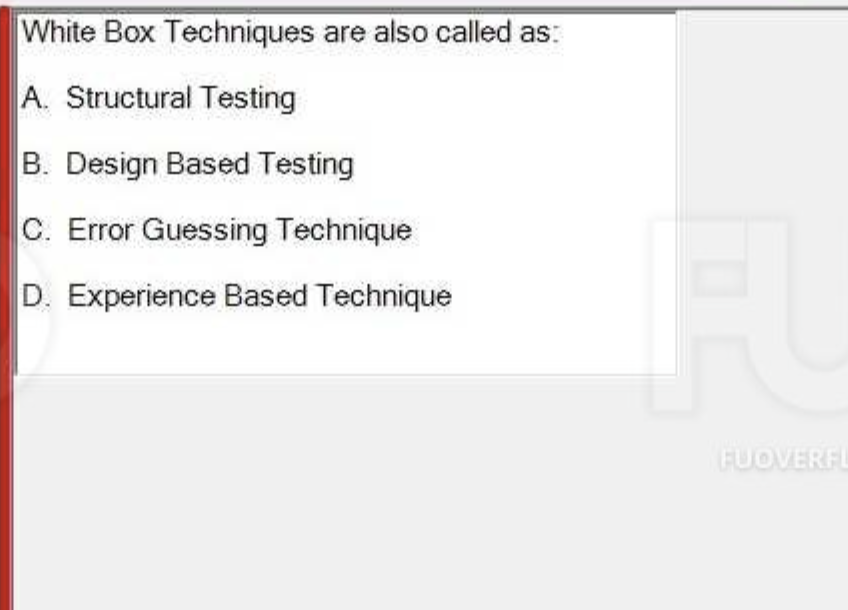 White Box Techniques are also called as:
A. Structural Testing
B. Design Based Testing
C. Error Guessing Technique
D. Experience Based Technique
FU
FUOVERFL